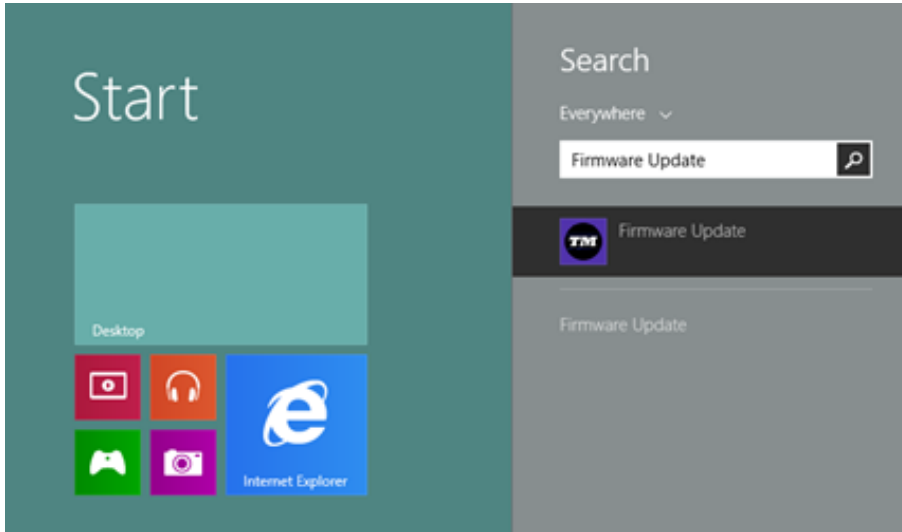 Start
Desktop
Internet Explorer
Search
Everywhere
Firmware Update
TM
Firmware Update
Firmware Update